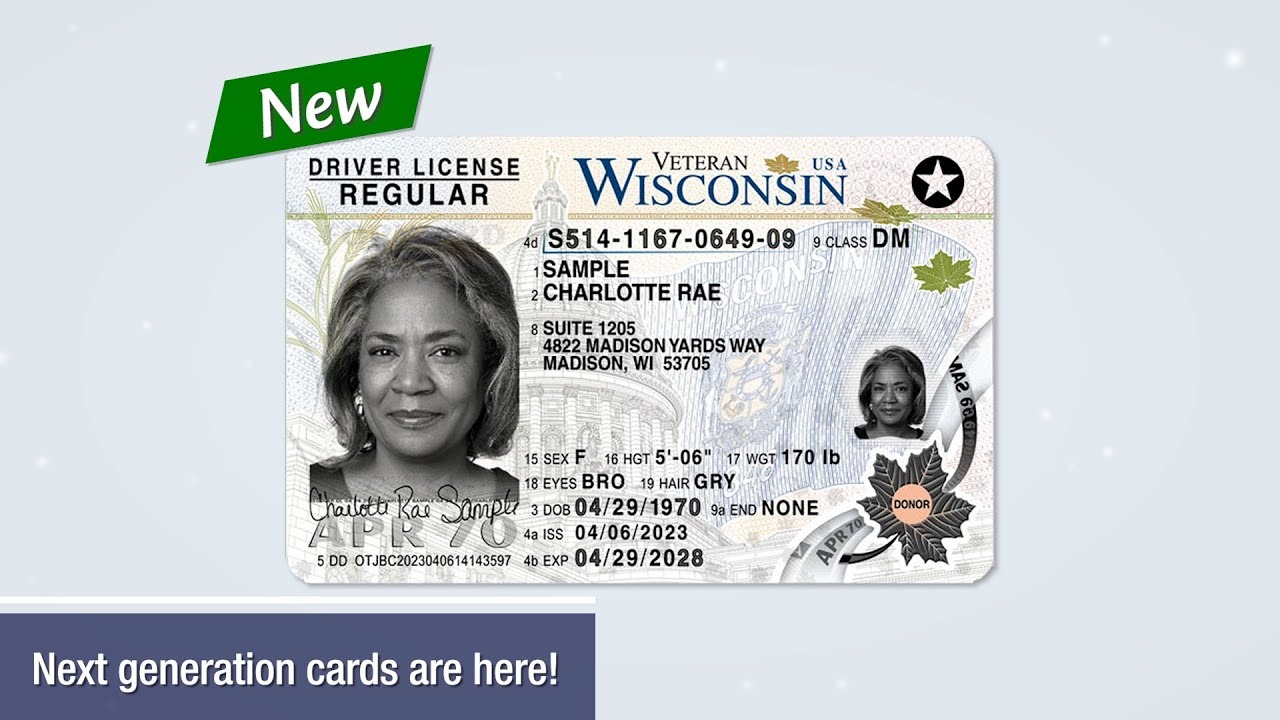 New
DRIVER LICENSE
REGULAR
VETERAN
WISCONSIN
USA
4d S514-1167-0649-09 9 CLASS DM
1 SAMPLE
2 CHARLOTTE RAE
8 SUITE 1205
4822 MADISON YARDS WAY
MADISON, WI 53705
WISCONSIN
15 SEX F 16 HGT 5'-06" 17 WGT 170 lb
18 EYES BRO 19 HAIR GRY
3 DOB 04/29/1970 9a END NONE
4a ISS 04/06/2023
4b EXP 04/29/2028
Charlotte Rae Sample
APR 70
5 DD OTJBC2023040614143597
DONOR
APR 70
Next generation cards are here!